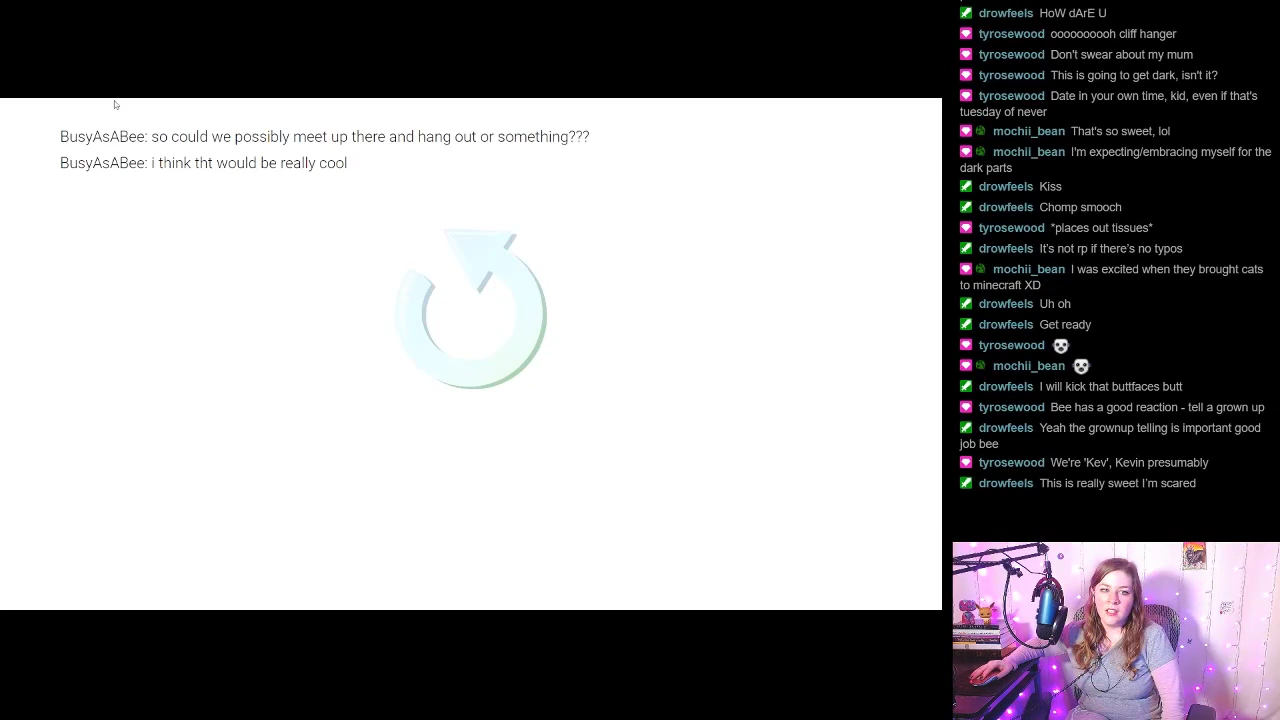 BusyAsABee: so could we possibly meet up there and hang out or something???
BusyAsABee: i think tht would be really cool
drowfeels HoW dArE U
tyrosewood oooooooooh cliff hanger
tyrosewood Don't swear about my mum
tyrosewood This is going to get dark, isn't it?
tyrosewood Date in your own time, kid, even if that's
tuesday of never
mochii_bean That's so sweet, lol
mochii_bean I'm expecting/embracing myself for the
dark parts
drowfeels Kiss
drowfeels Chomp smooch
tyrosewood *places out tissues*
drowfeels It's not rp if there's no typos
mochii_bean I was excited when they brought cats
to minecraft XD
drowfeels Uh oh
drowfeels Get ready
tyrosewood
mochii_bean
drowfeels I will kick that buttfaces butt
tyrosewood Bee has a good reaction - tell a grown up
drowfeels Yeah the grownup telling is important good
job bee
tyrosewood We're 'Kev', Kevin presumably
drowfeels This is really sweet I'm scared